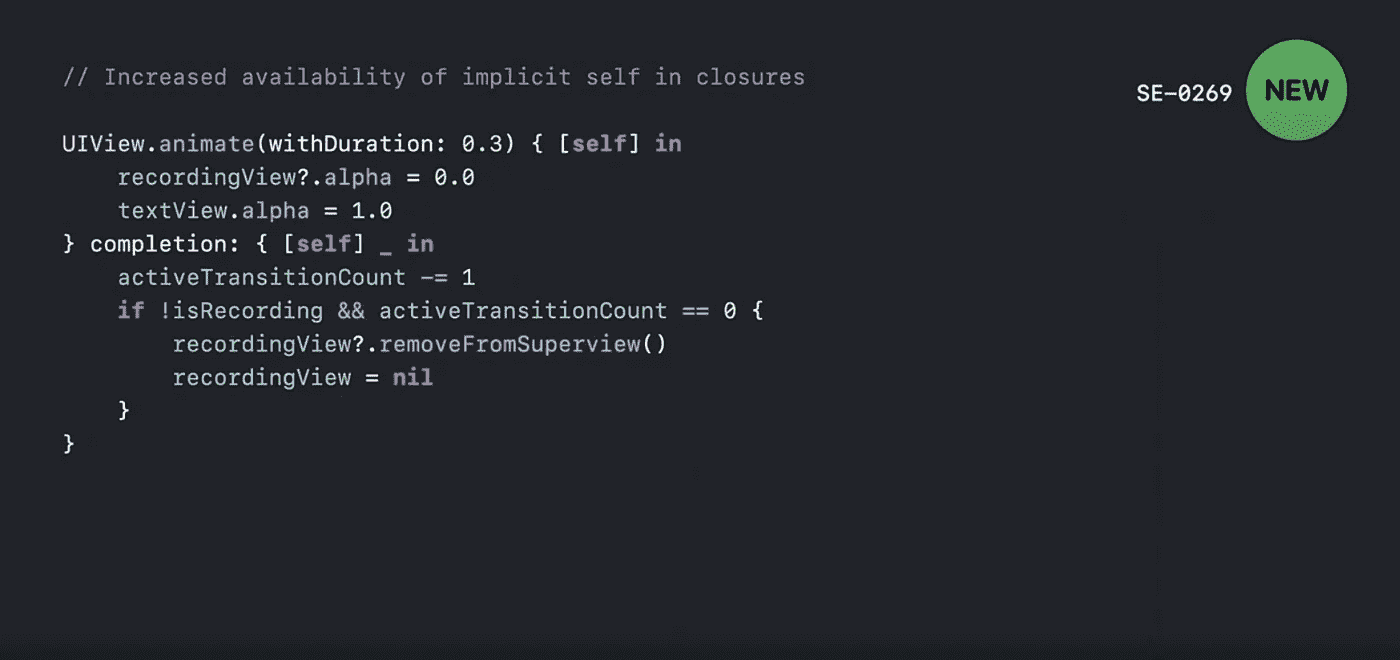 // Increased availability of implicit self in closures
SE-0269 NEW
UIView.animate(withDuration: 0.3) { [self] in
    recordingView?.alpha = 0.0
    textView.alpha = 1.0
} completion: { [self] _ in
    activeTransitionCount -= 1
    if !isRecording && activeTransitionCount == 0 {
        recordingView?.removeFromSuperview()
        recordingView = nil
    }
}